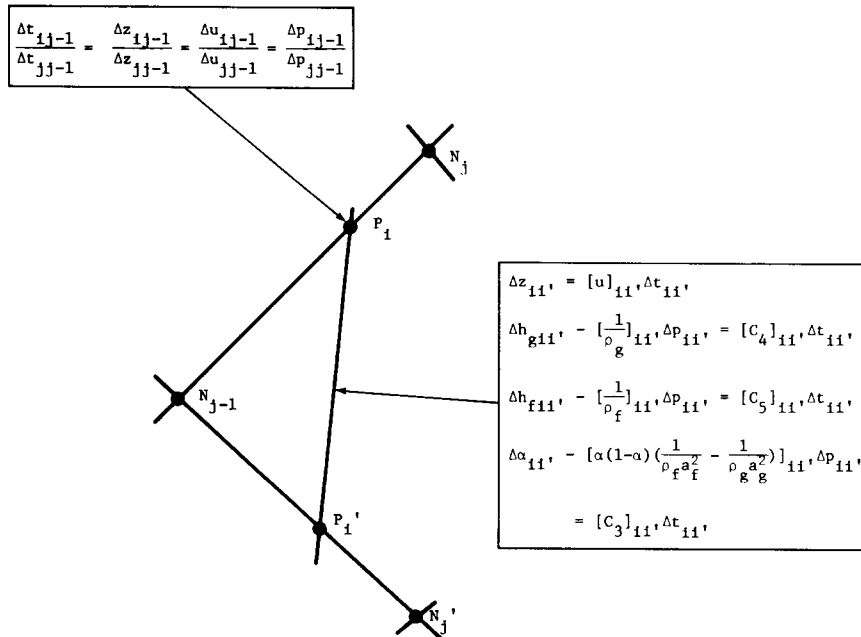 Δt_{ij-1}/Δt_{jj-1} = Δz_{ij-1}/Δz_{jj-1} = Δu_{ij-1}/Δu_{jj-1} = Δp_{ij-1}/Δp_{jj-1}
N_j
P_i
Δz_{ii'} = [u]_{ii'}Δt_{ii'}
Δh_{gii'} - [1/ρ_g]_{ii'}Δp_{ii'} = [C_4]_{ii'}Δt_{ii'}
N_{j-1}
Δh_{fii'} - [1/ρ_f]_{ii'}Δp_{ii'} = [C_5]_{ii'}Δt_{ii'}
Δα_{ii'} - [α(1-α)(1/(ρ_f a_f^2) - 1/(ρ_g a_g^2))]_{ii'}Δp_{ii'}
= [C_3]_{ii'}Δt_{ii'}
P_i'
N_j'